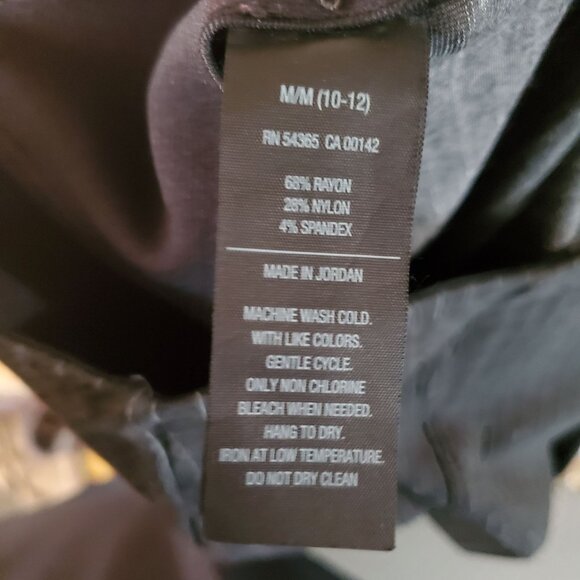 M/M (10-12)
RN 54365 CA 00142
68% RAYON
28% NYLON
4% SPANDEX
MADE IN JORDAN
MACHINE WASH COLD.
WITH LIKE COLORS.
GENTLE CYCLE.
ONLY NON CHLORINE
BLEACH WHEN NEEDED.
HANG TO DRY.
IRON AT LOW TEMPERATURE.
DO NOT DRY CLEAN